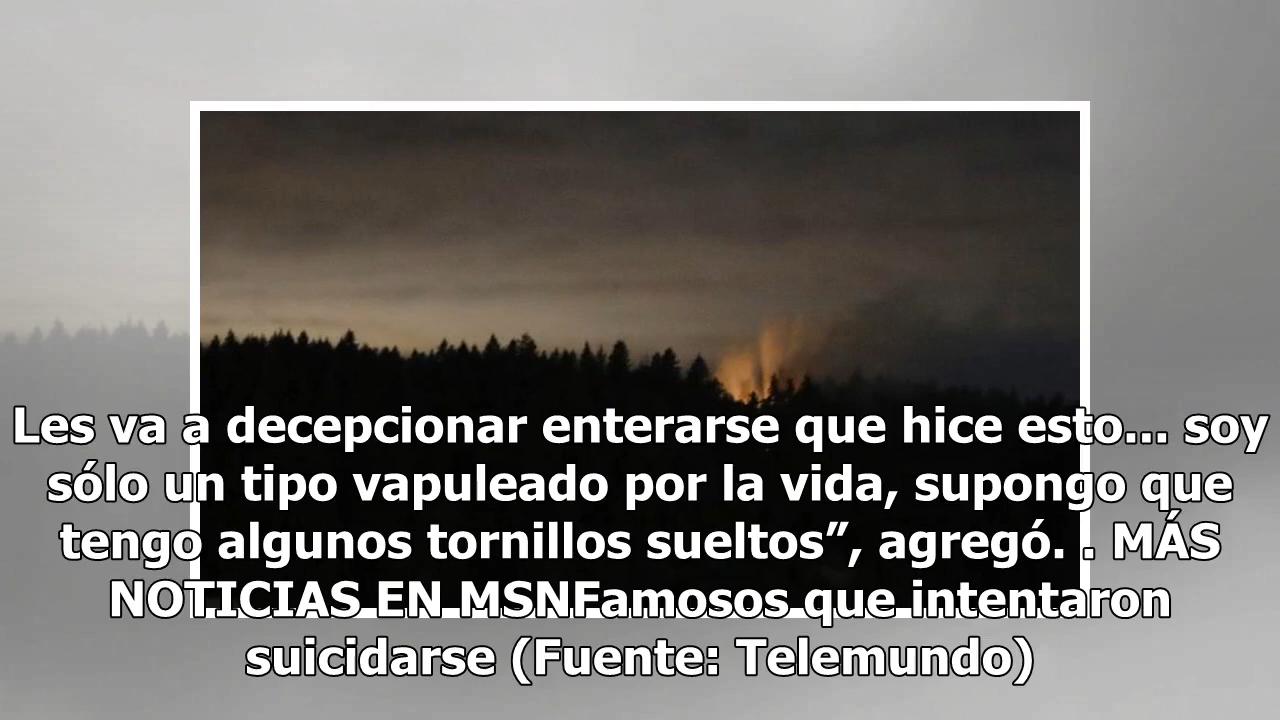 Les va a decepcionar enterarse que hice esto... soy
sólo un tipo vapuleado por la vida, supongo que
tengo algunos tornillos sueltos”, agregó. . MÁS
NOTICIAS EN MSNFamosos que intentaron
suicidarse (Fuente: Telemundo)